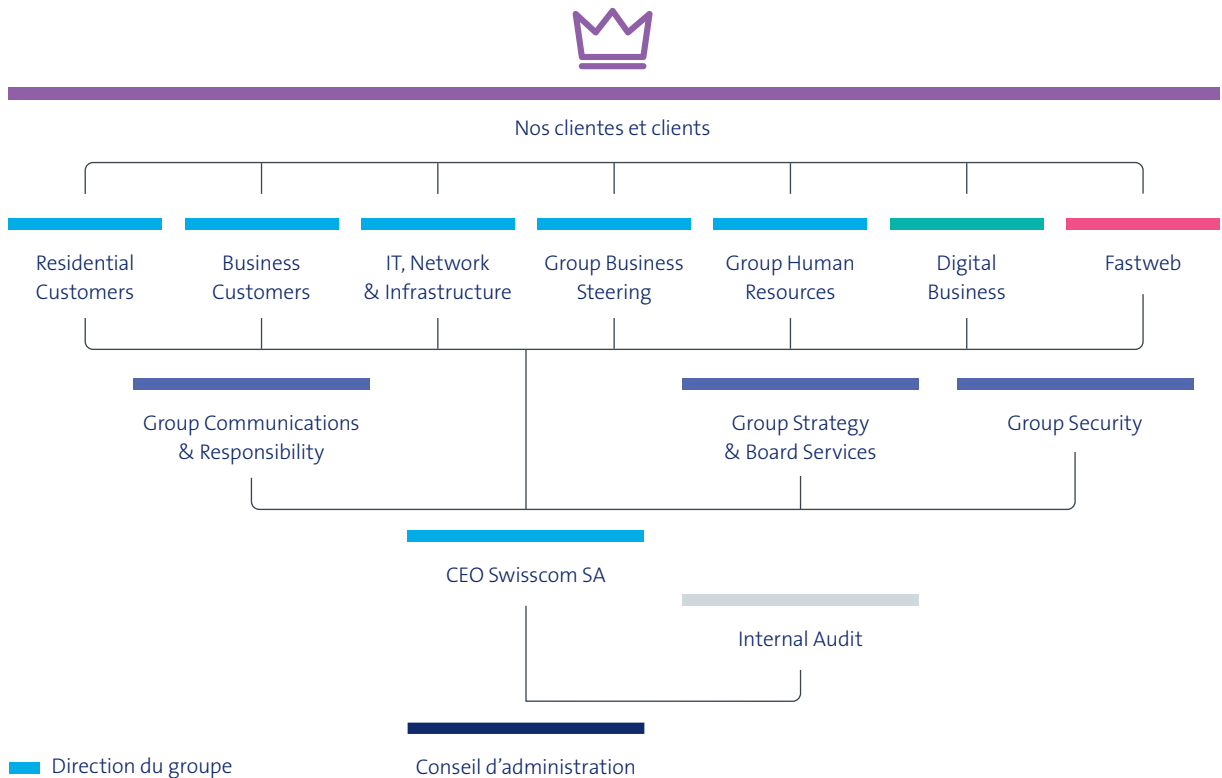 Nos clientes et clients
Residential
Customers
Business
Customers
IT, Network
& Infrastructure
Group Business
Steering
Group Human
Resources
Digital
Business
Fastweb
Group Communications
& Responsibility
Group Strategy
& Board Services
Group Security
CEO Swisscom SA
Internal Audit
Direction du groupe
Conseil d’administration